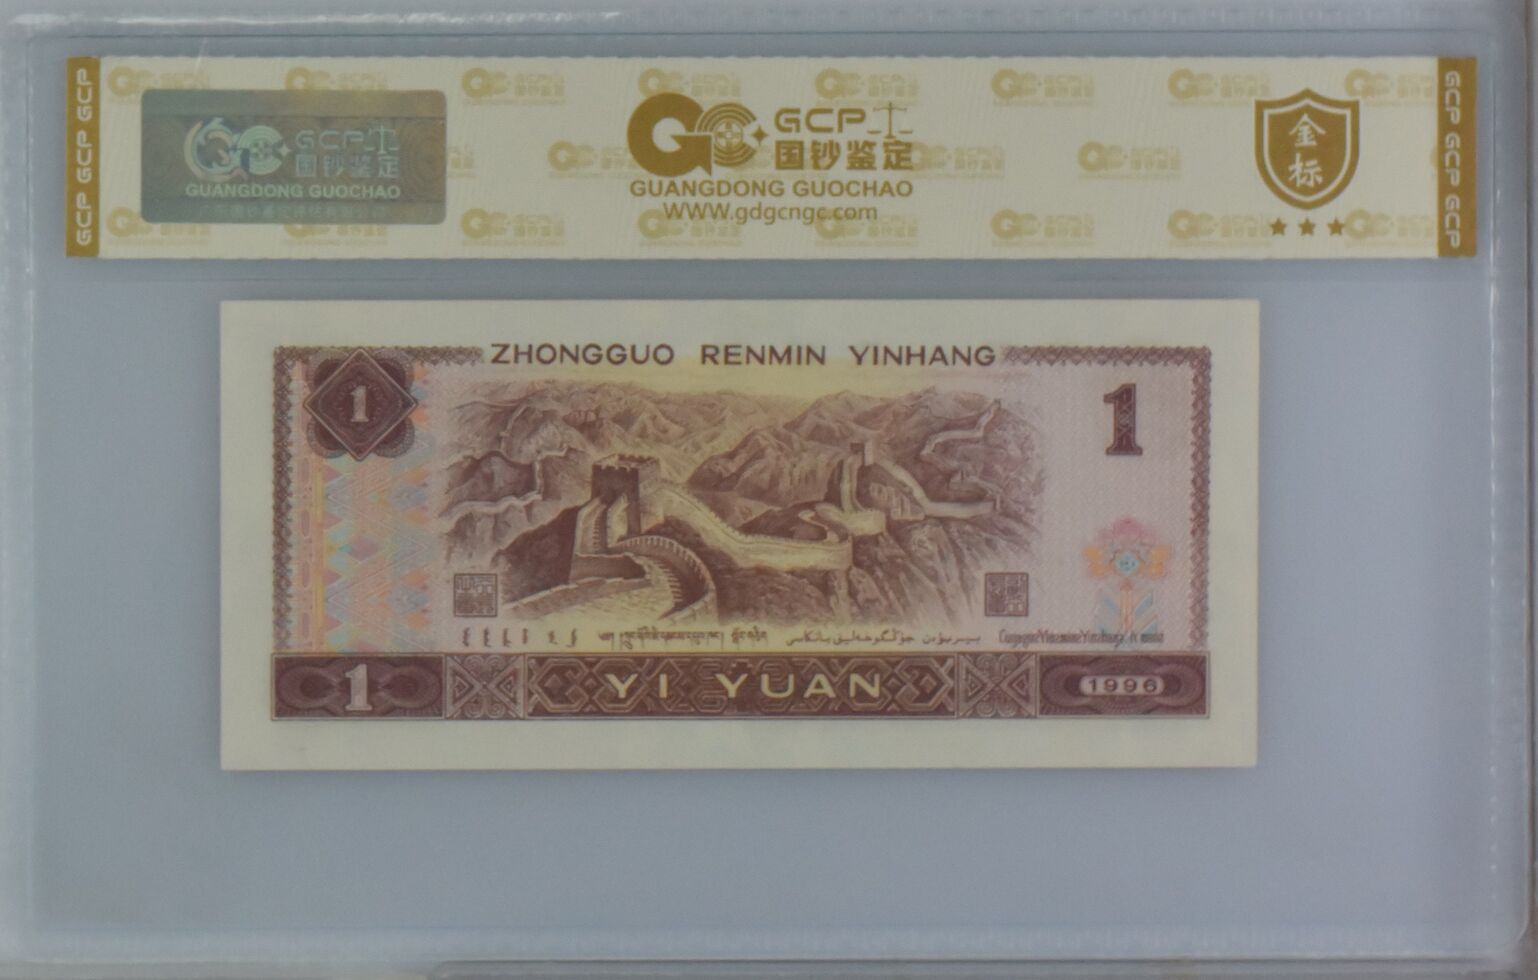 GCP GCP GCP
GCP
国钞鉴定
GUANGDONG GUOCHAO
GCP
国钞鉴定
GUANGDONG GUOCHAO
WWW.gdgcngc.com
金
标
GCP GCP GCP
ZHONGGUO RENMIN YINHANG
1
1
1
YI YUAN
1996